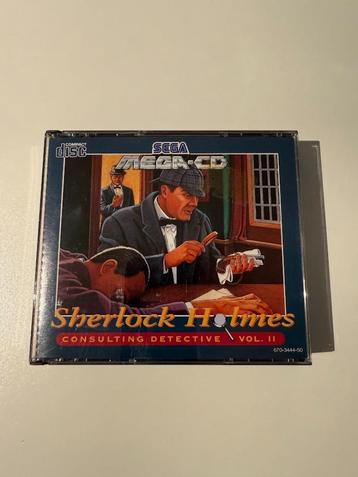 COMPACT
disc
SEGA
MEGA-CD
Sherlock Holmes
CONSULTING DETECTIVE VOL. II
670-3444-50